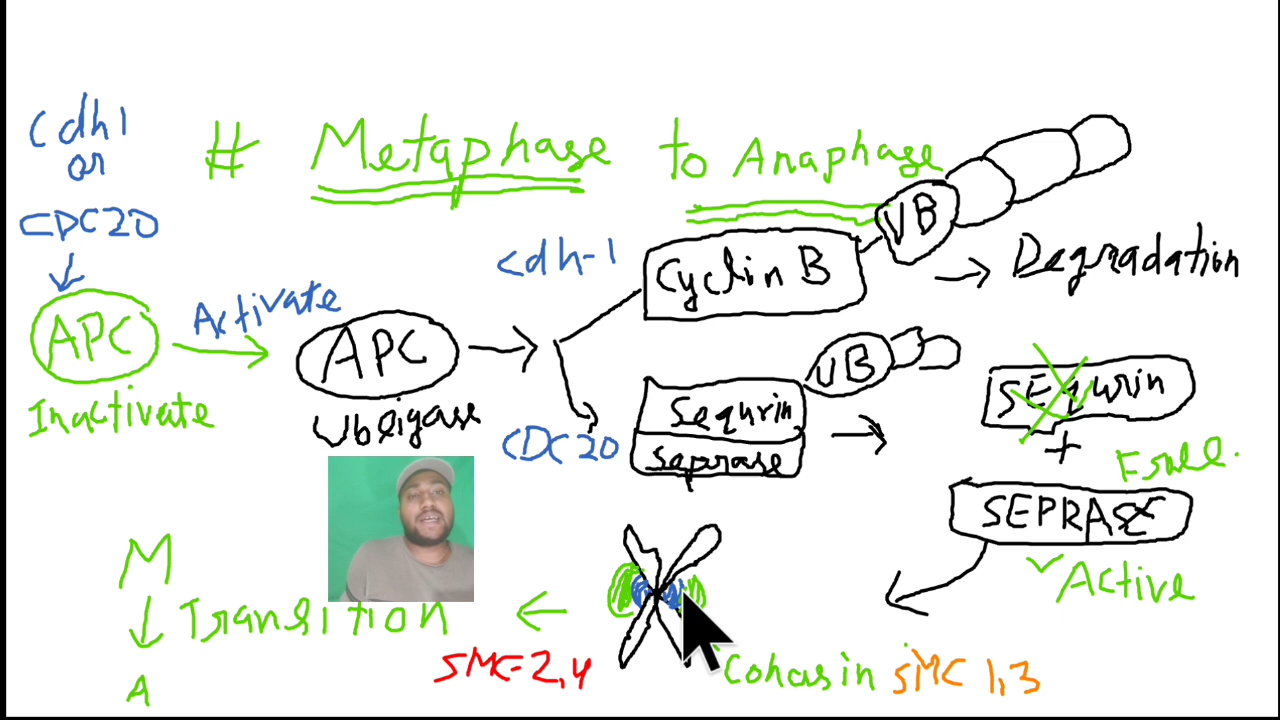 Cdh1
or
CDC20
# Metaphase to Anaphase
Cdh-1
Cyclin B
UB
Degradation
APC
Activate
APC
Inactivate
Ubligase
CDC20
Sequrin
seprase
UB
SEqurin
+
Free.
SEPRASE
Active
M
Transition
A
SMC-2,4
Cohasin SMC 1,3